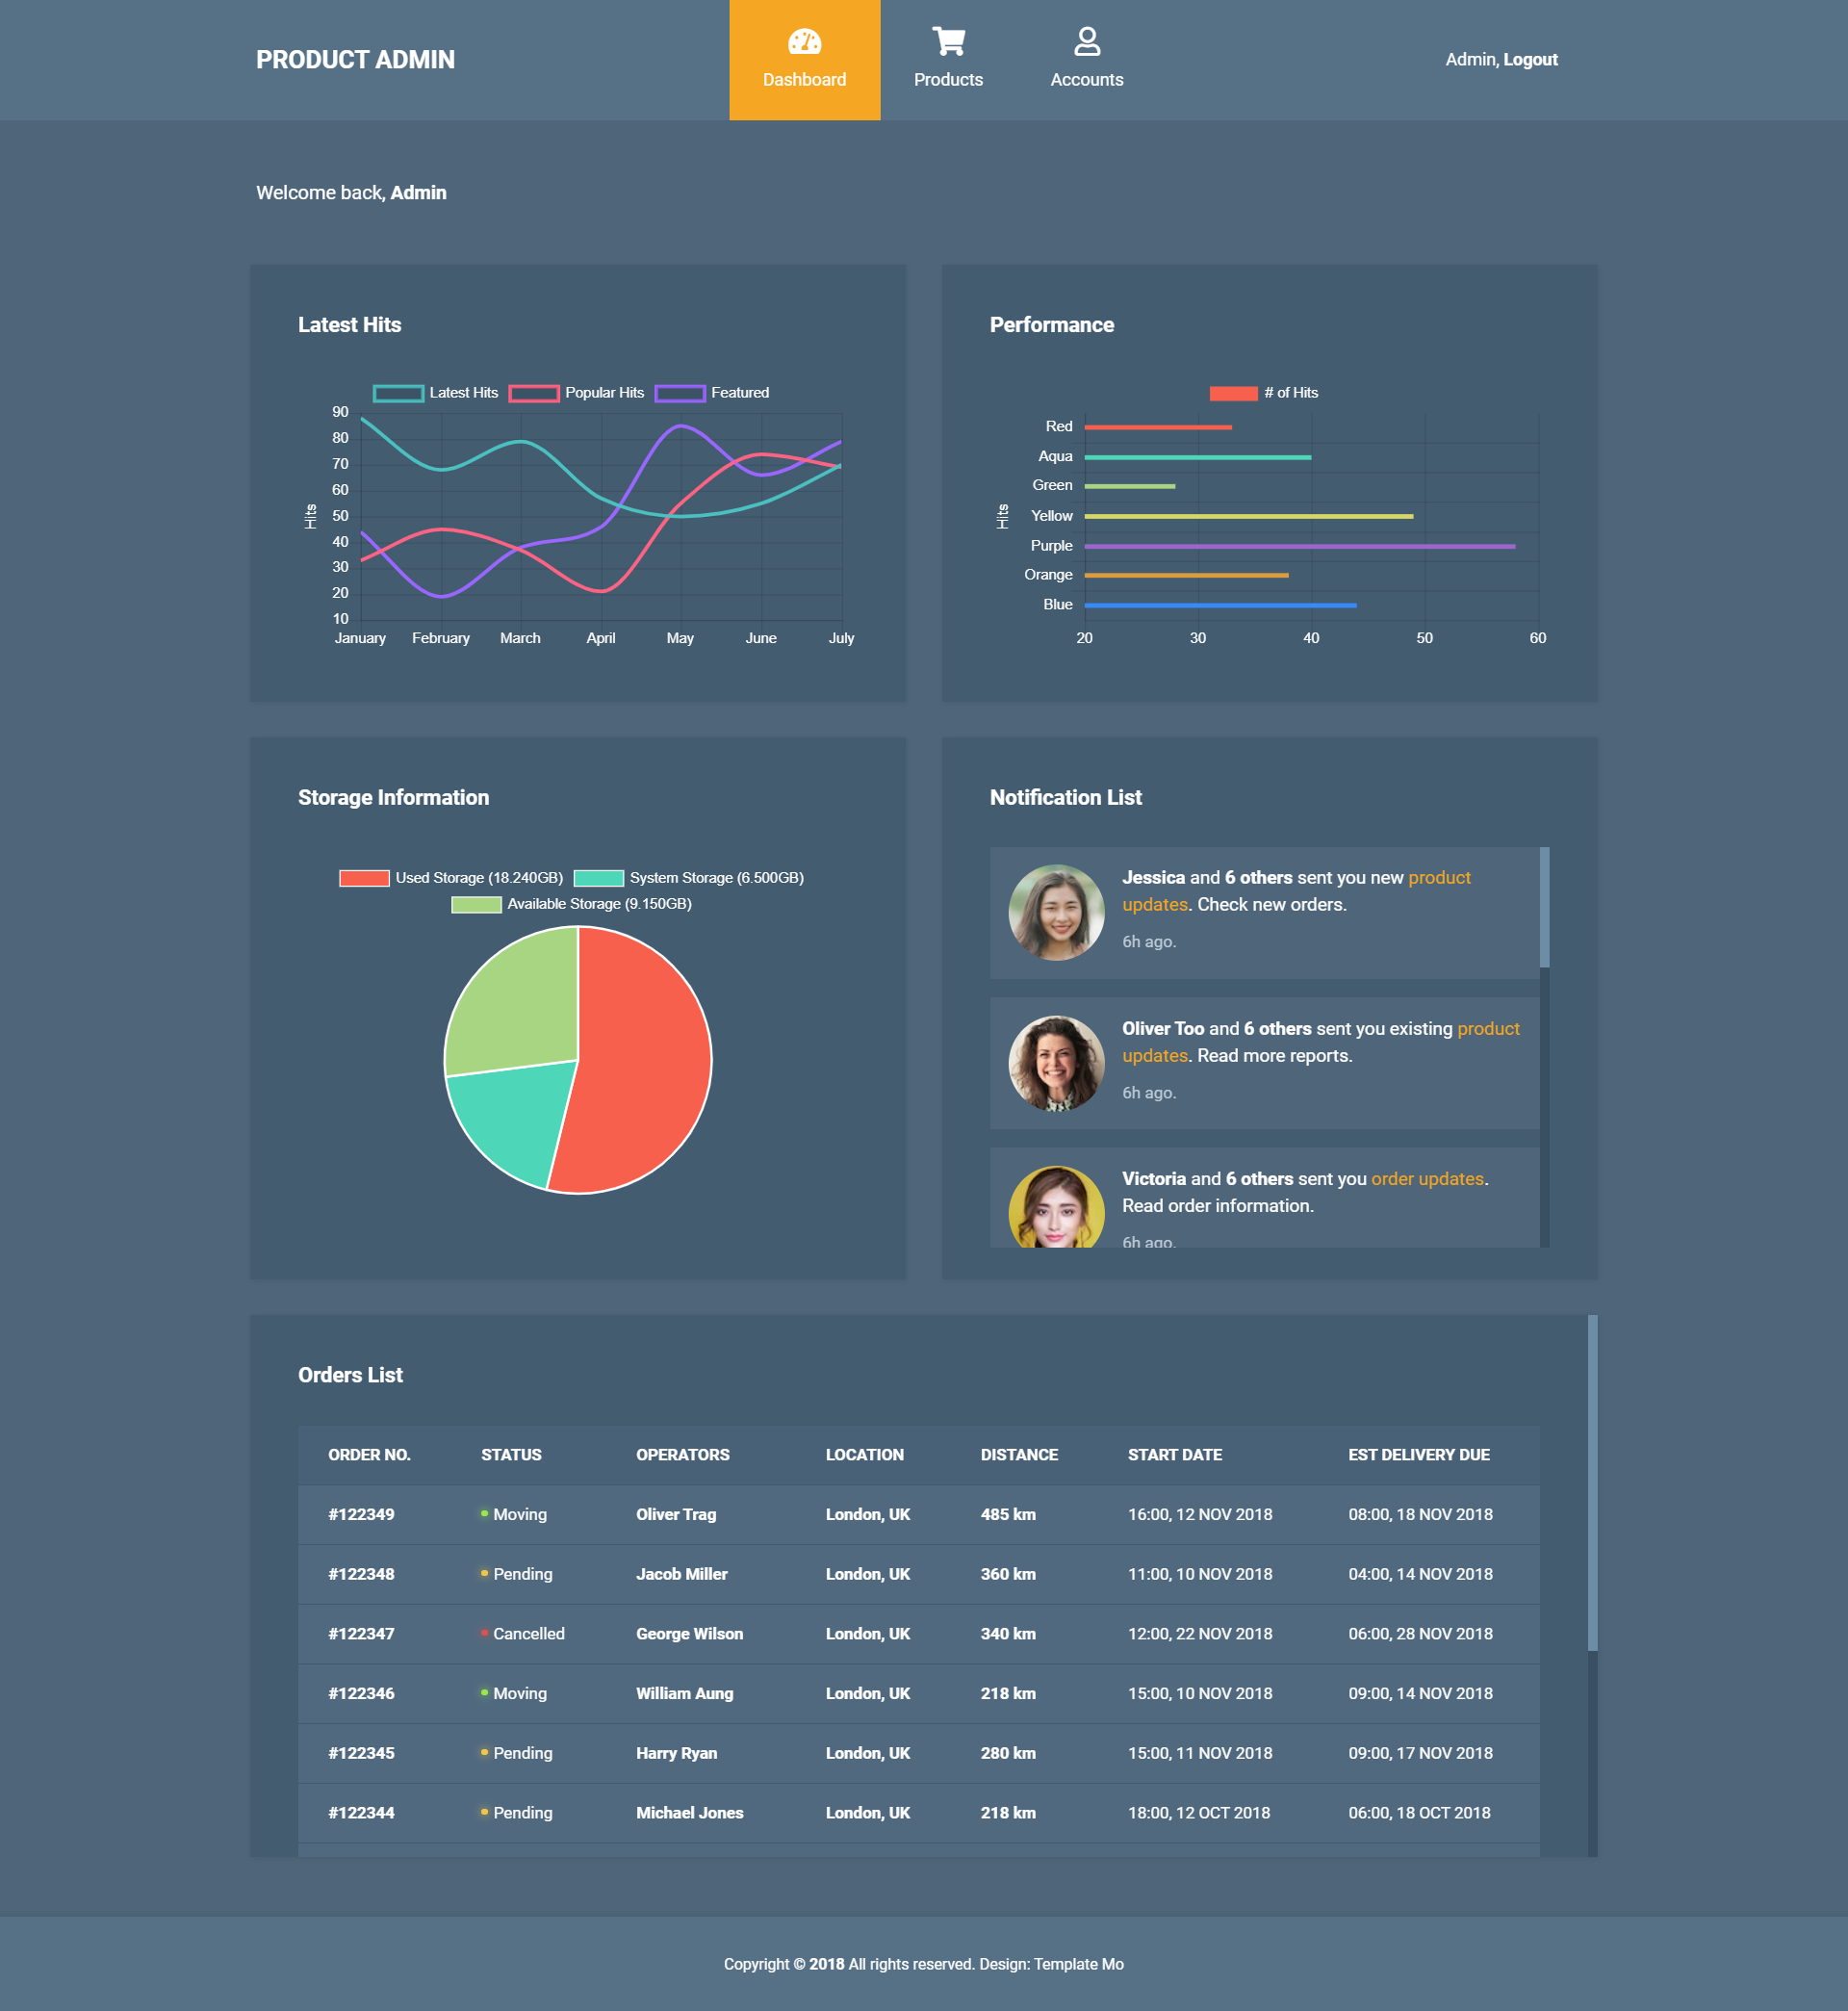 PRODUCT ADMIN
Dashboard
Products
Accounts
Admin, Logout
Welcome back, Admin
Latest Hits
Latest Hits Popular Hits Featured
90
80
70
60
50
40
30
20
10
Hits
January February March April May June July
Performance
# of Hits
Hits
Red
Aqua
Green
Yellow
Purple
Orange
Blue
20 30 40 50 60
Storage Information
Used Storage (18.240GB) System Storage (6.500GB)
Available Storage (9.150GB)
Notification List
Jessica and 6 others sent you new product
updates. Check new orders.
6h ago.
Oliver Too and 6 others sent you existing product
updates. Read more reports.
6h ago.
Victoria and 6 others sent you order updates.
Read order information.
6h ago.
Orders List
ORDER NO. STATUS OPERATORS LOCATION DISTANCE START DATE EST DELIVERY DUE
#122349 Moving Oliver Trag London, UK 485 km 16:00, 12 NOV 2018 08:00, 18 NOV 2018
#122348 Pending Jacob Miller London, UK 360 km 11:00, 10 NOV 2018 04:00, 14 NOV 2018
#122347 Cancelled George Wilson London, UK 340 km 12:00, 22 NOV 2018 06:00, 28 NOV 2018
#122346 Moving William Aung London, UK 218 km 15:00, 10 NOV 2018 09:00, 14 NOV 2018
#122345 Pending Harry Ryan London, UK 280 km 15:00, 11 NOV 2018 09:00, 17 NOV 2018
#122344 Pending Michael Jones London, UK 218 km 18:00, 12 OCT 2018 06:00, 18 OCT 2018
Copyright © 2018 All rights reserved. Design: Template Mo